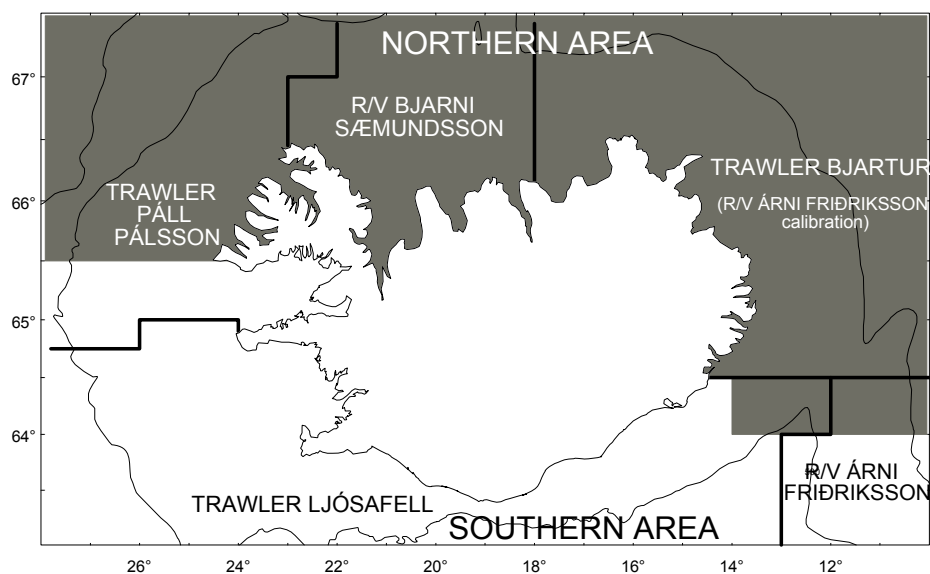 NORTHERN AREA
67°
R/V BJARNI
SÆMUNDSSON
TRAWLER BJARTUR
(R/V ÁRNI FRIÐRIKSSON
calibration)
TRAWLER
PÁLL
PÁLSSON
66°
65°
64°
R/V ÁRNI
FRIÐRIKSSON
TRAWLER LJÓSAFELL
SOUTHERN AREA
26°
24°
22°
20°
18°
16°
14°
12°